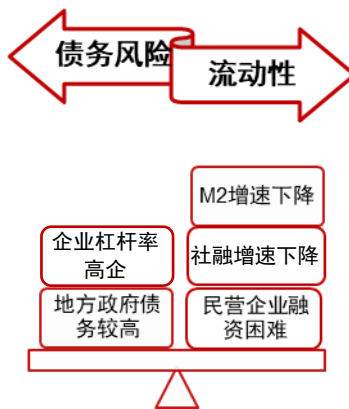 债务风险
流动性
M2增速下降
企业杠杆率
高企
社融增速下降
地方政府债
务较高
民营企业融
资困难